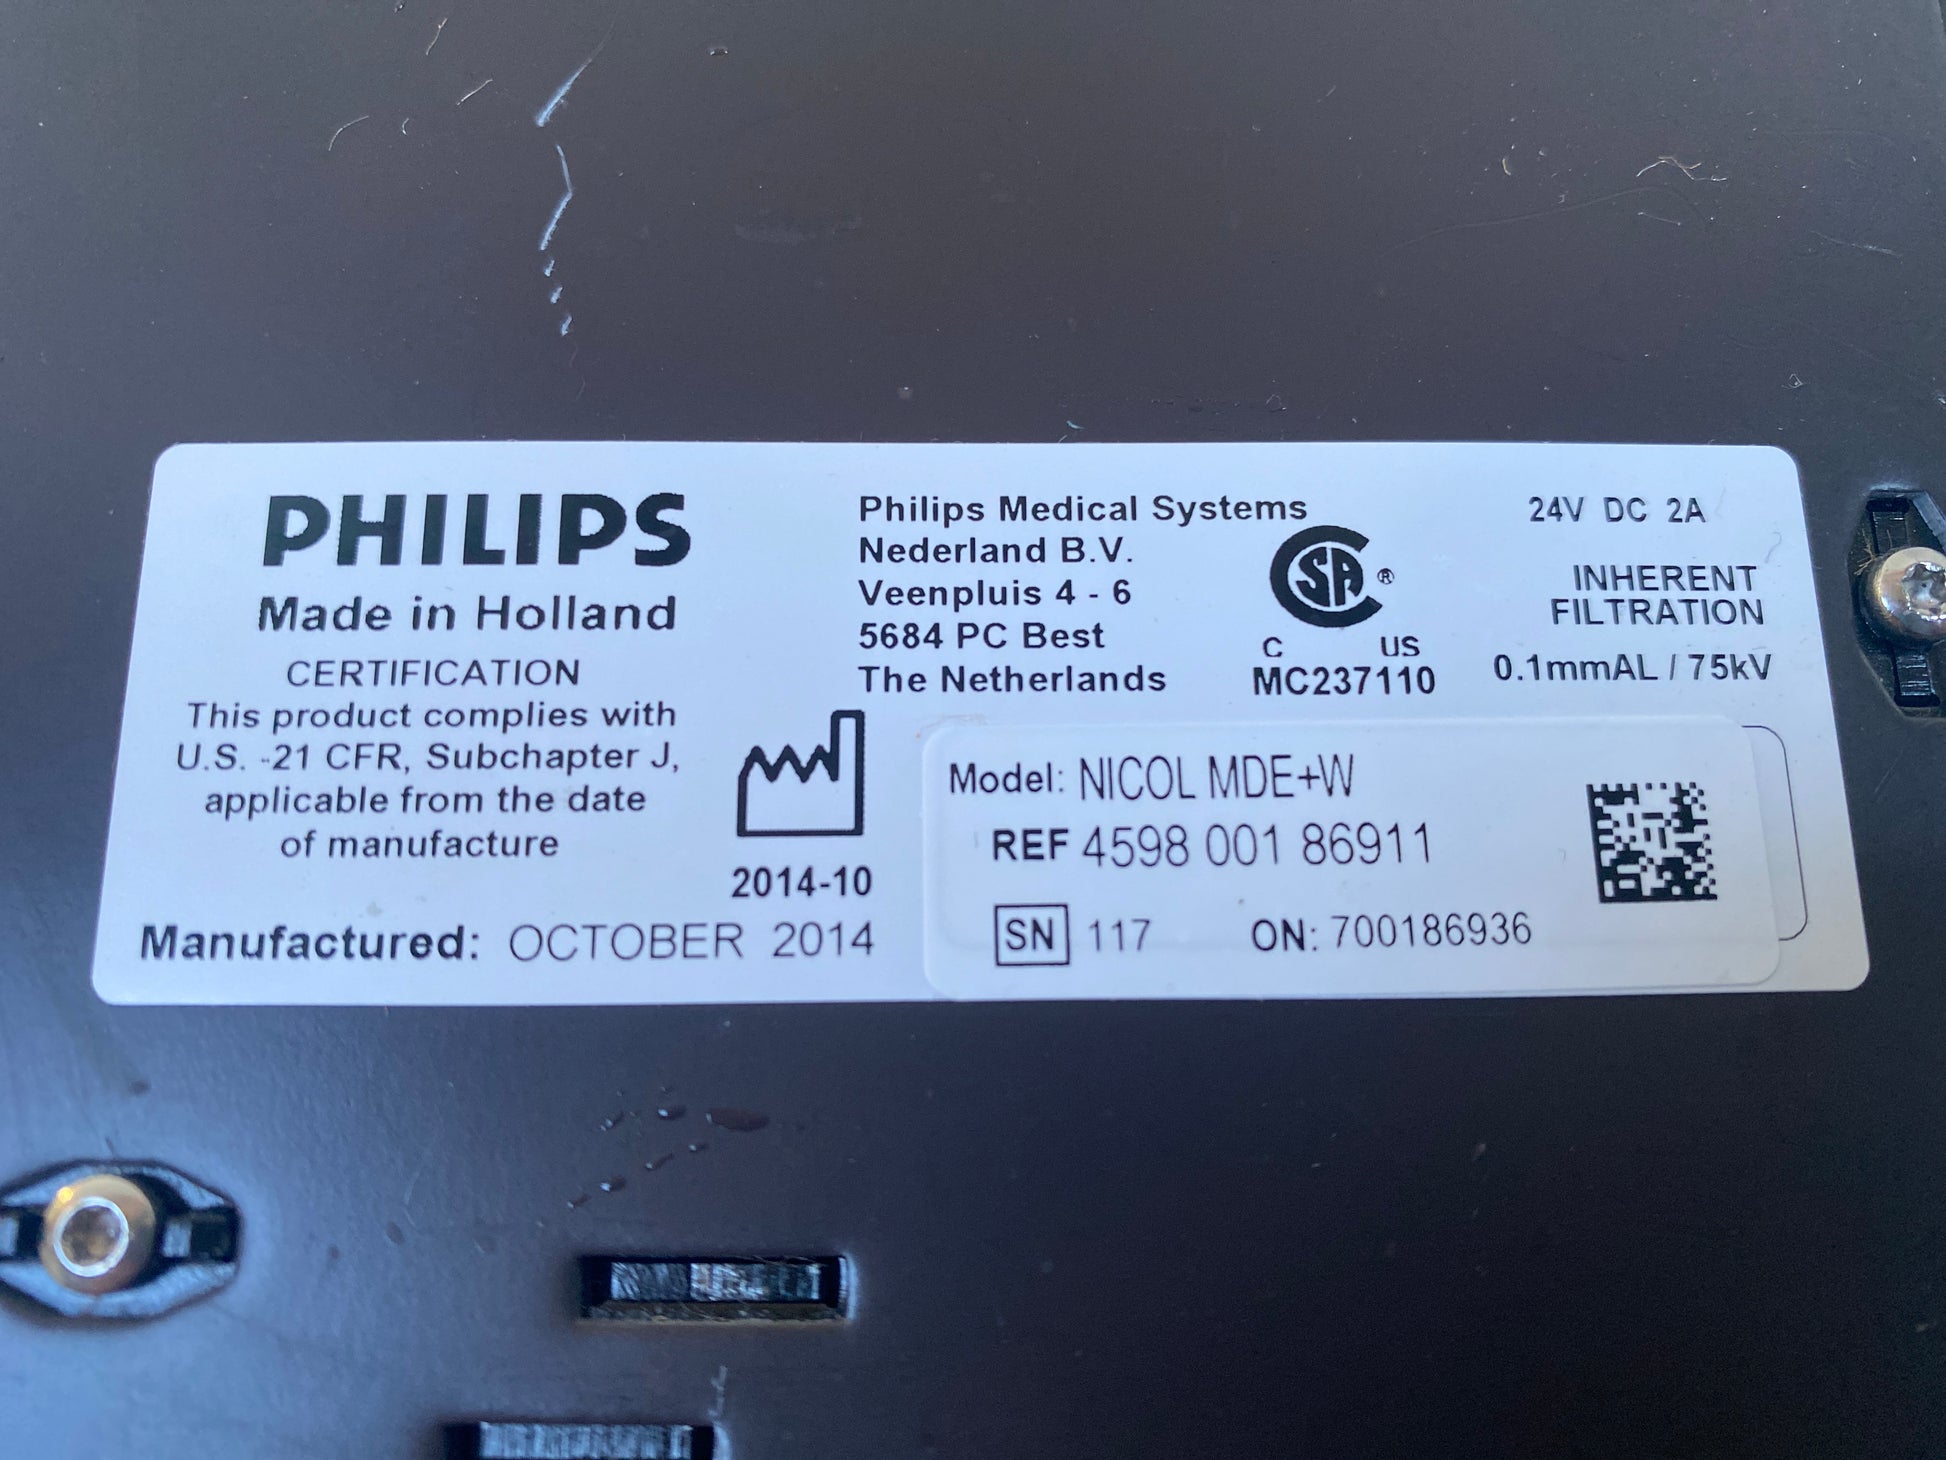 PHILIPS
Made in Holland
CERTIFICATION
This product complies with
U.S. -21 CFR, Subchapter J,
applicable from the date
of manufacture
Manufactured: OCTOBER 2014
2014-10
Philips Medical Systems
Nederland B.V.
Veenpluis 4 - 6
5684 PC Best
The Netherlands
SA ®
C US
MC237110
24V DC 2A
INHERENT
FILTRATION
0.1mmAL / 75kV
Model: NICOL MDE+W
REF 4598 001 86911
SN 117 ON: 700186936